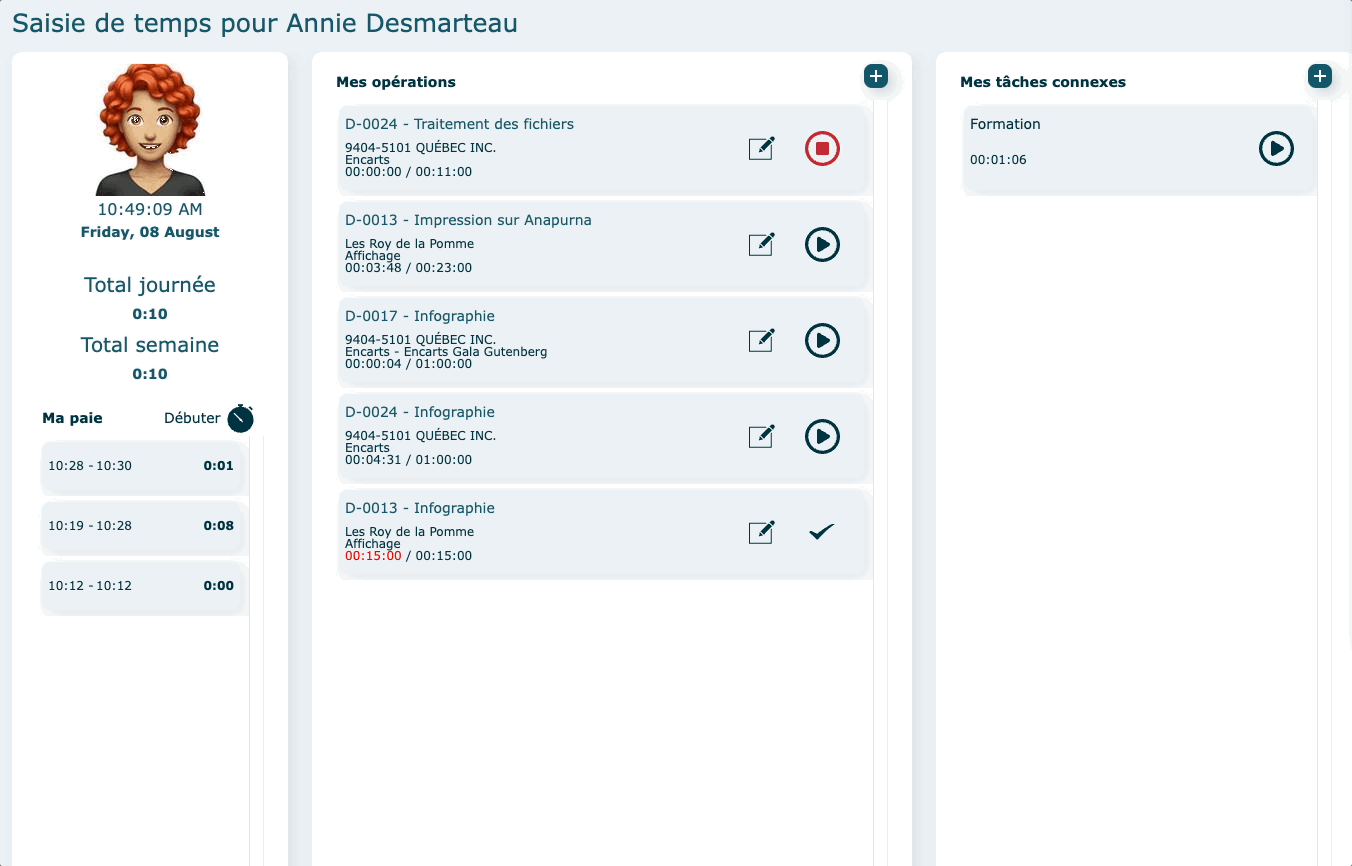 Saisie de temps pour Annie Desmarteau
10:49:09 AM
Friday, 08 August
Total journée
0:10
Total semaine
0:10
Ma paie Débuter
10:28 - 10:30 0:01
10:19 - 10:28 0:08
10:12 - 10:12 0:00
Mes opérations
D-0024 - Traitement des fichiers
9404-5101 QUÉBEC INC.
Encarts
00:00:00 / 00:11:00
D-0013 - Impression sur Anapurna
Les Roy de la Pomme
Affichage
00:03:48 / 00:23:00
D-0017 - Infographie
9404-5101 QUÉBEC INC.
Encarts - Encarts Gala Gutenberg
00:00:04 / 01:00:00
D-0024 - Infographie
9404-5101 QUÉBEC INC.
Encarts
00:04:31 / 01:00:00
D-0013 - Infographie
Les Roy de la Pomme
Affichage
00:15:00 / 00:15:00
Mes tâches connexes
Formation
00:01:06